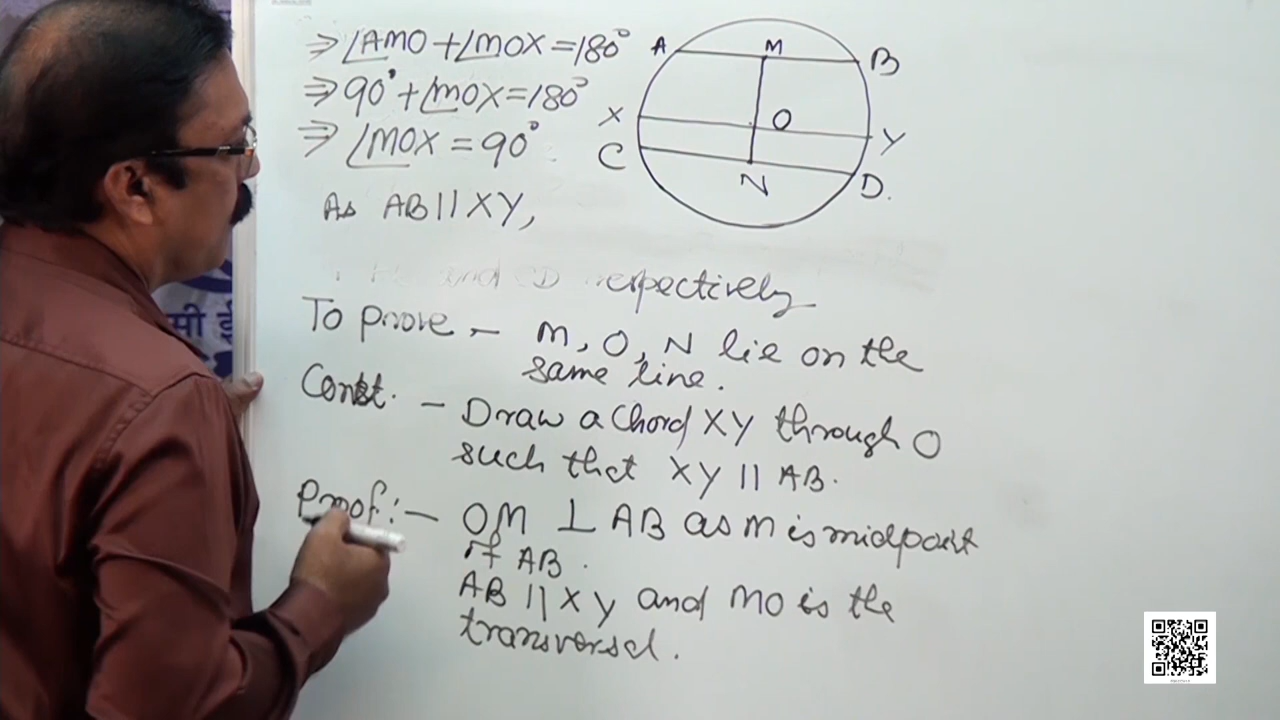 ⇒ ∠AMO + ∠MOX = 180°
⇒ 90° + ∠MOX = 180°
⇒ ∠MOX = 90°
As AB || XY,
A M B
X O Y
C N D.
and D respectively
To prove - M, O, N lie on the
same line.
Const. - Draw a chord XY through O
such that XY || AB.
Proof:- OM ⊥ AB as M is midpoint
of AB.
AB || XY and MO is the
transversal.
मी ई